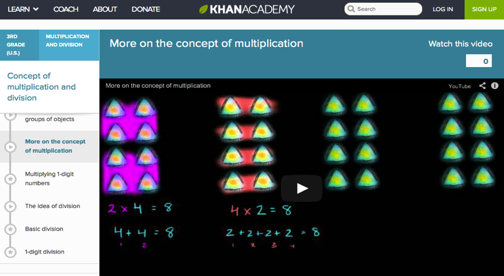 LEARN
COACH
ABOUT
DONATE
KHANACADEMY
Search
LOG IN
SIGN UP
3RD
GRADE
(U.S.)
MULTIPLICATION
AND DIVISION
More on the concept of multiplication
Watch this video
0
Concept of
multiplication and
division
groups of objects
More on the concept
of multiplication
Multiplying 1-digit
numbers
The idea of division
Basic division
1-digit division
More on the concept of multiplication
YouTube
2 × 4 = 8
4 + 4 = 8
1 2
4 × 2 = 8
2 + 2 + 2 + 2 = 8
1 2 3 4